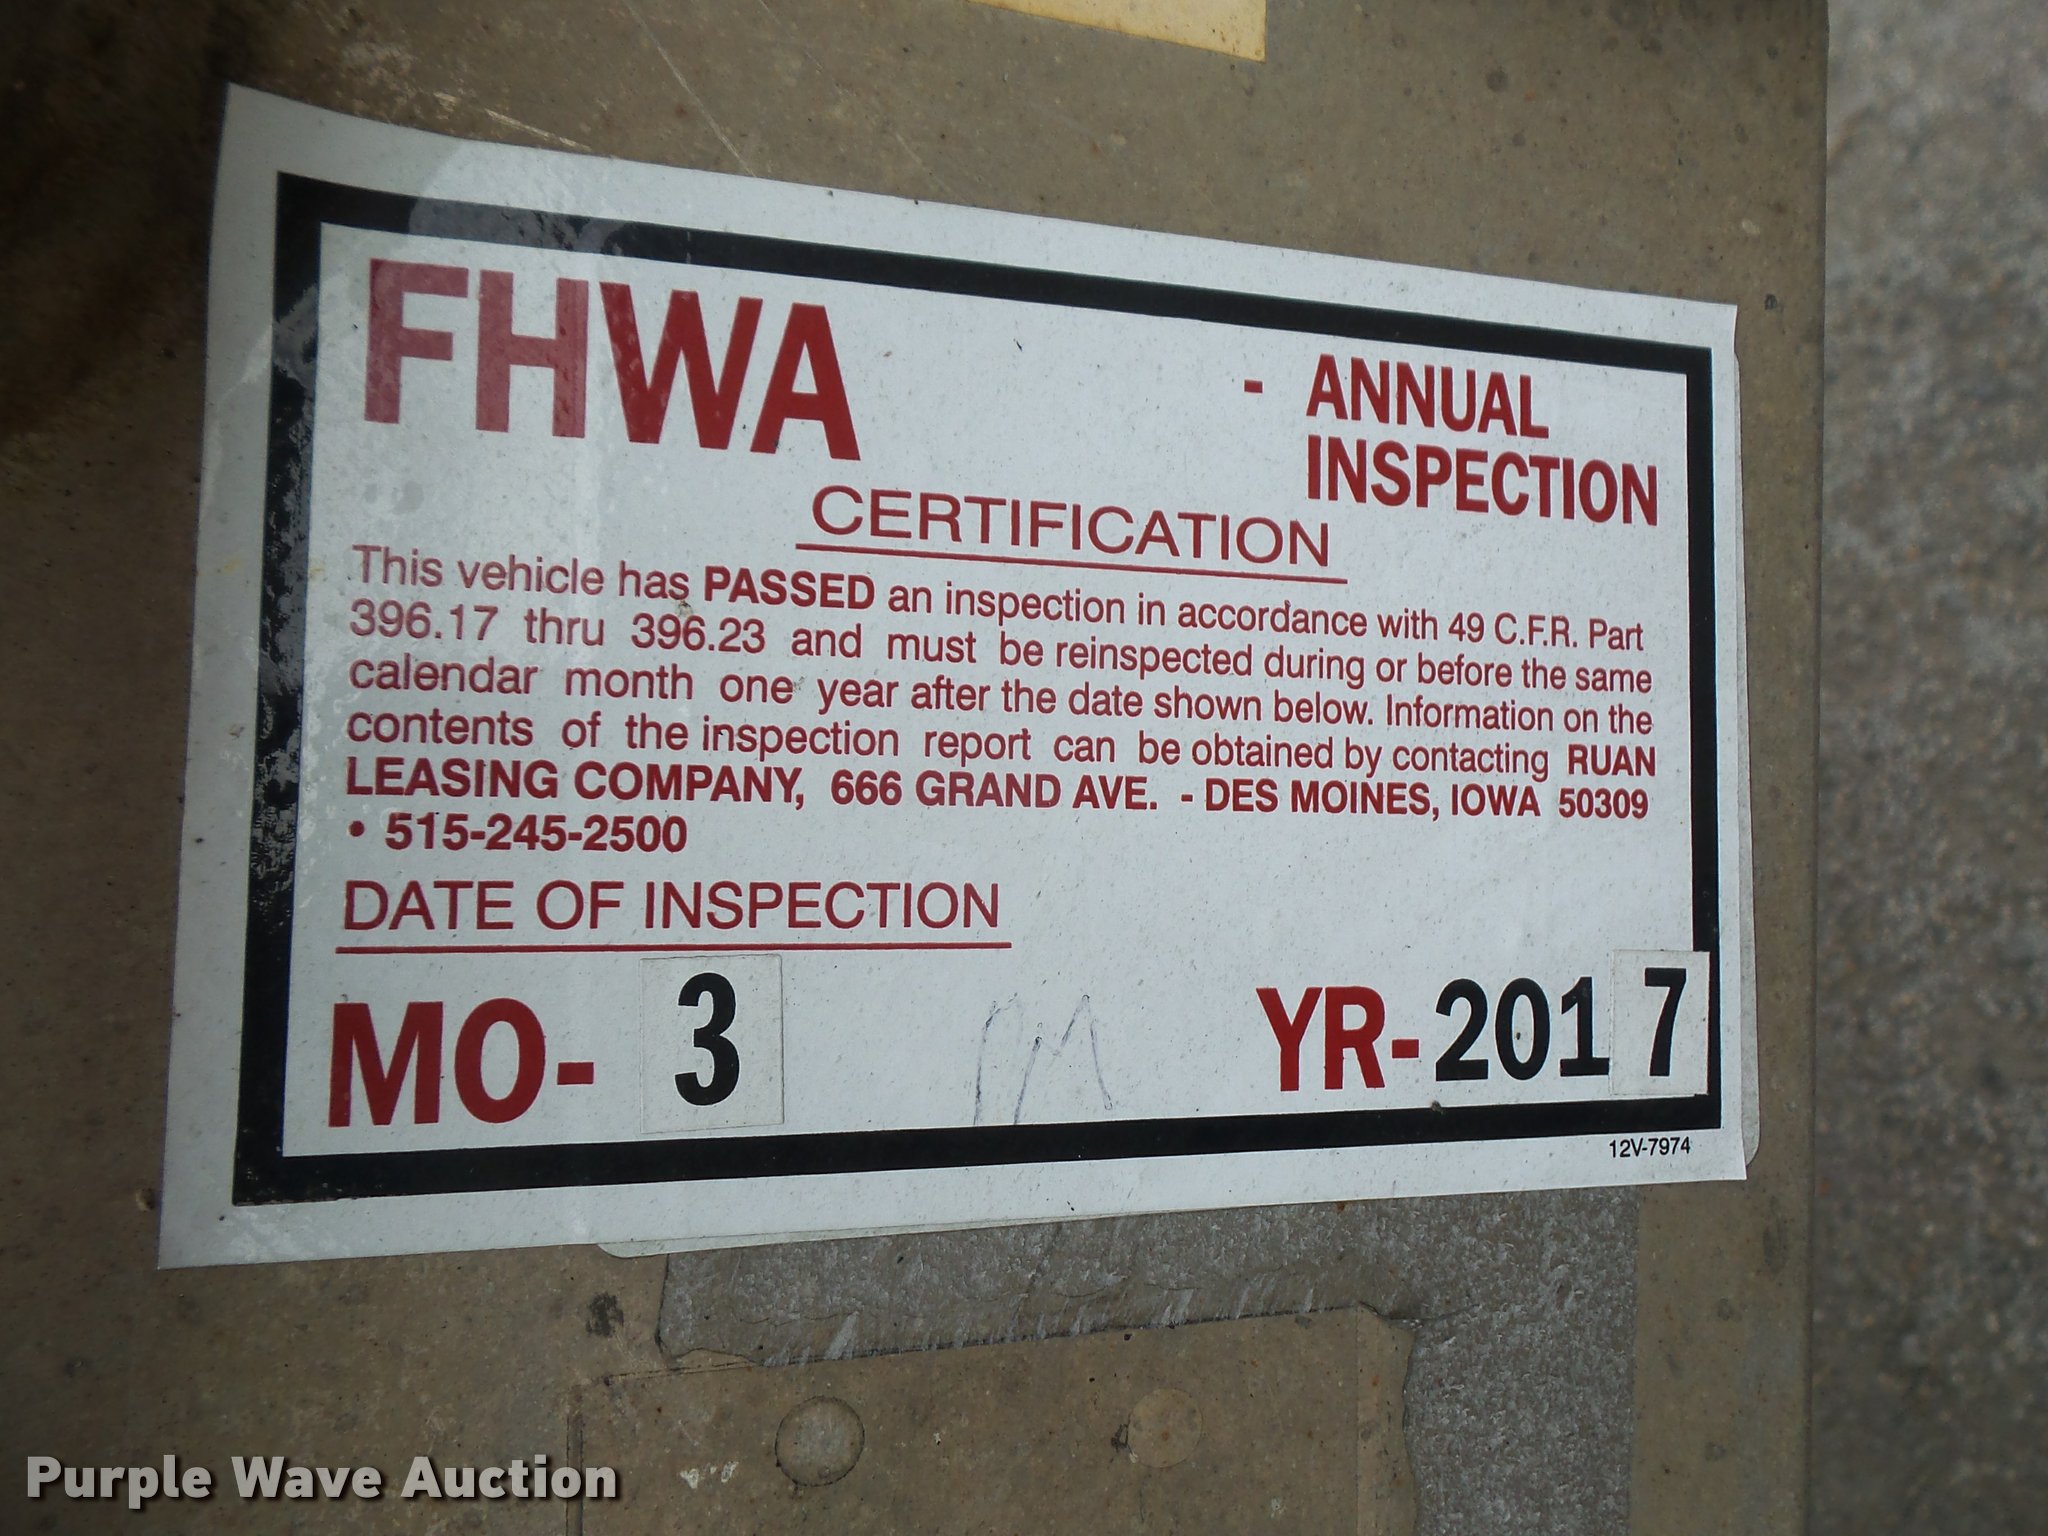 FHWA - ANNUAL
INSPECTION
CERTIFICATION
This vehicle has PASSED an inspection in accordance with 49 C.F.R. Part
396.17 thru 396.23 and must be reinspected during or before the same
calendar month one year after the date shown below. Information on the
contents of the inspection report can be obtained by contacting RUAN
LEASING COMPANY, 666 GRAND AVE. - DES MOINES, IOWA 50309
• 515-245-2500
DATE OF INSPECTION
MO- 3 YR-2017
12V-7974
Purple Wave Auction